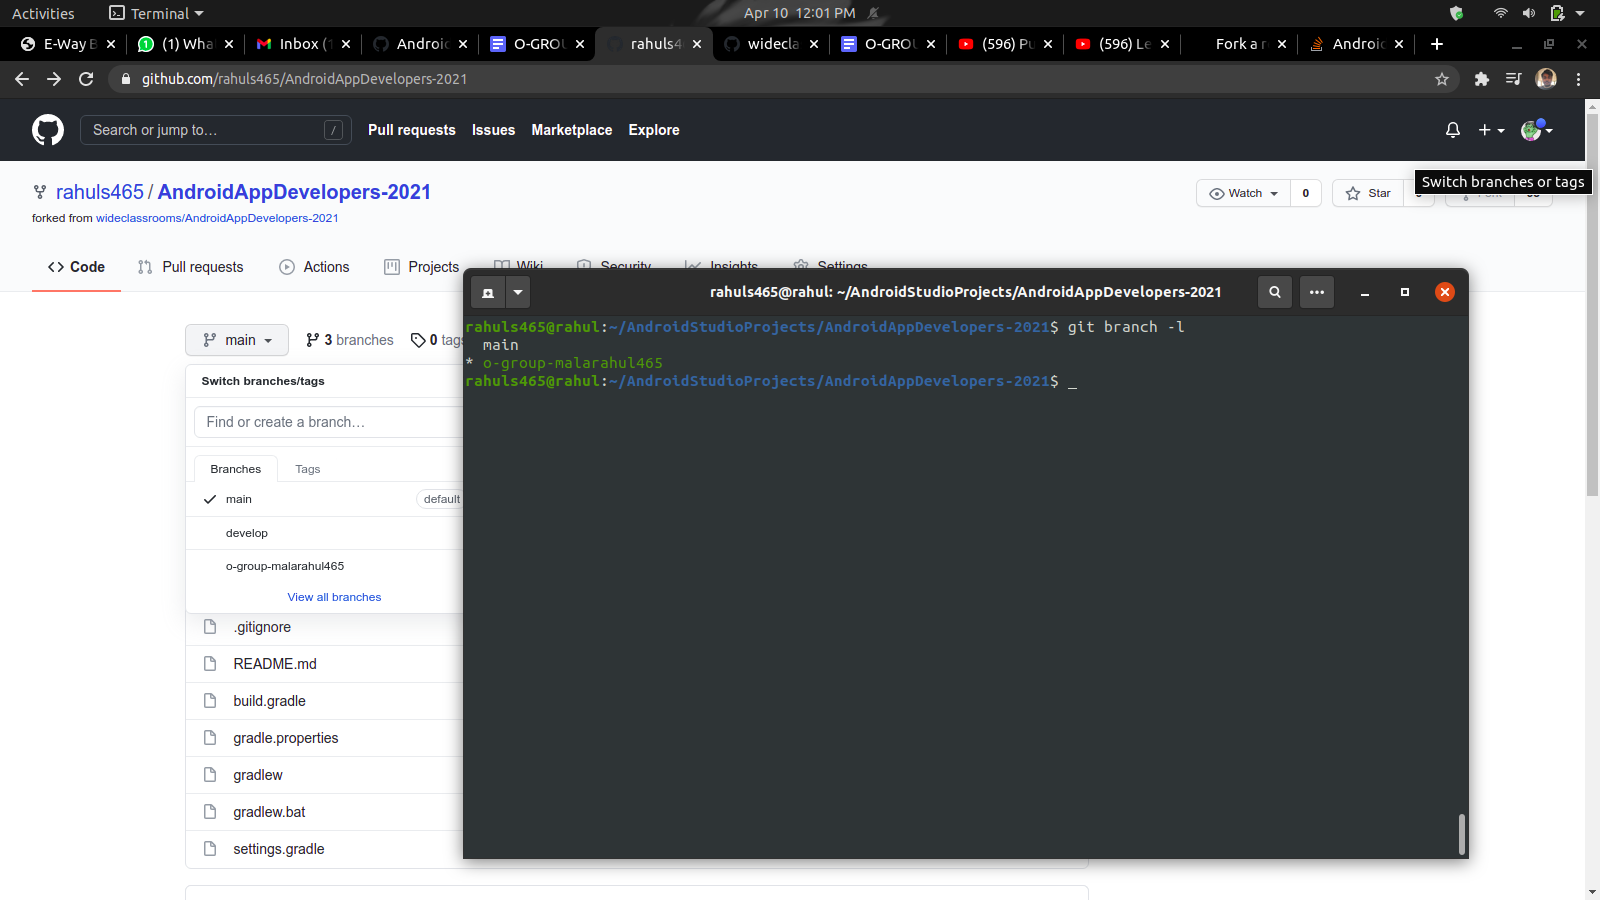 Activities
Terminal
Apr 10 12:01 PM
E-Way B
(1) Wha
Inbox (1
Androic
O-GROU
rahuls4
widecla
O-GROU
(596) Pu
(596) Le
Fork a r
Androic
github.com/rahuls465/AndroidAppDevelopers-2021
Search or jump to…
/
Pull requests
Issues
Marketplace
Explore
rahuls465 / AndroidAppDevelopers-2021
forked from wideclassrooms/AndroidAppDevelopers-2021
Watch
0
Star
Switch branches or tags
Code
Pull requests
Actions
Projects
Wiki
Security
Insights
Settings
main
3 branches
0 tags
Switch branches/tags
Find or create a branch…
Branches
Tags
main
default
develop
o-group-malarahul465
View all branches
.gitignore
README.md
build.gradle
gradle.properties
gradlew
gradlew.bat
settings.gradle
rahuls465@rahul: ~/AndroidStudioProjects/AndroidAppDevelopers-2021
rahuls465@rahul:~/AndroidStudioProjects/AndroidAppDevelopers-2021$ git branch -l
main
* o-group-malarahul465
rahuls465@rahul:~/AndroidStudioProjects/AndroidAppDevelopers-2021$ _